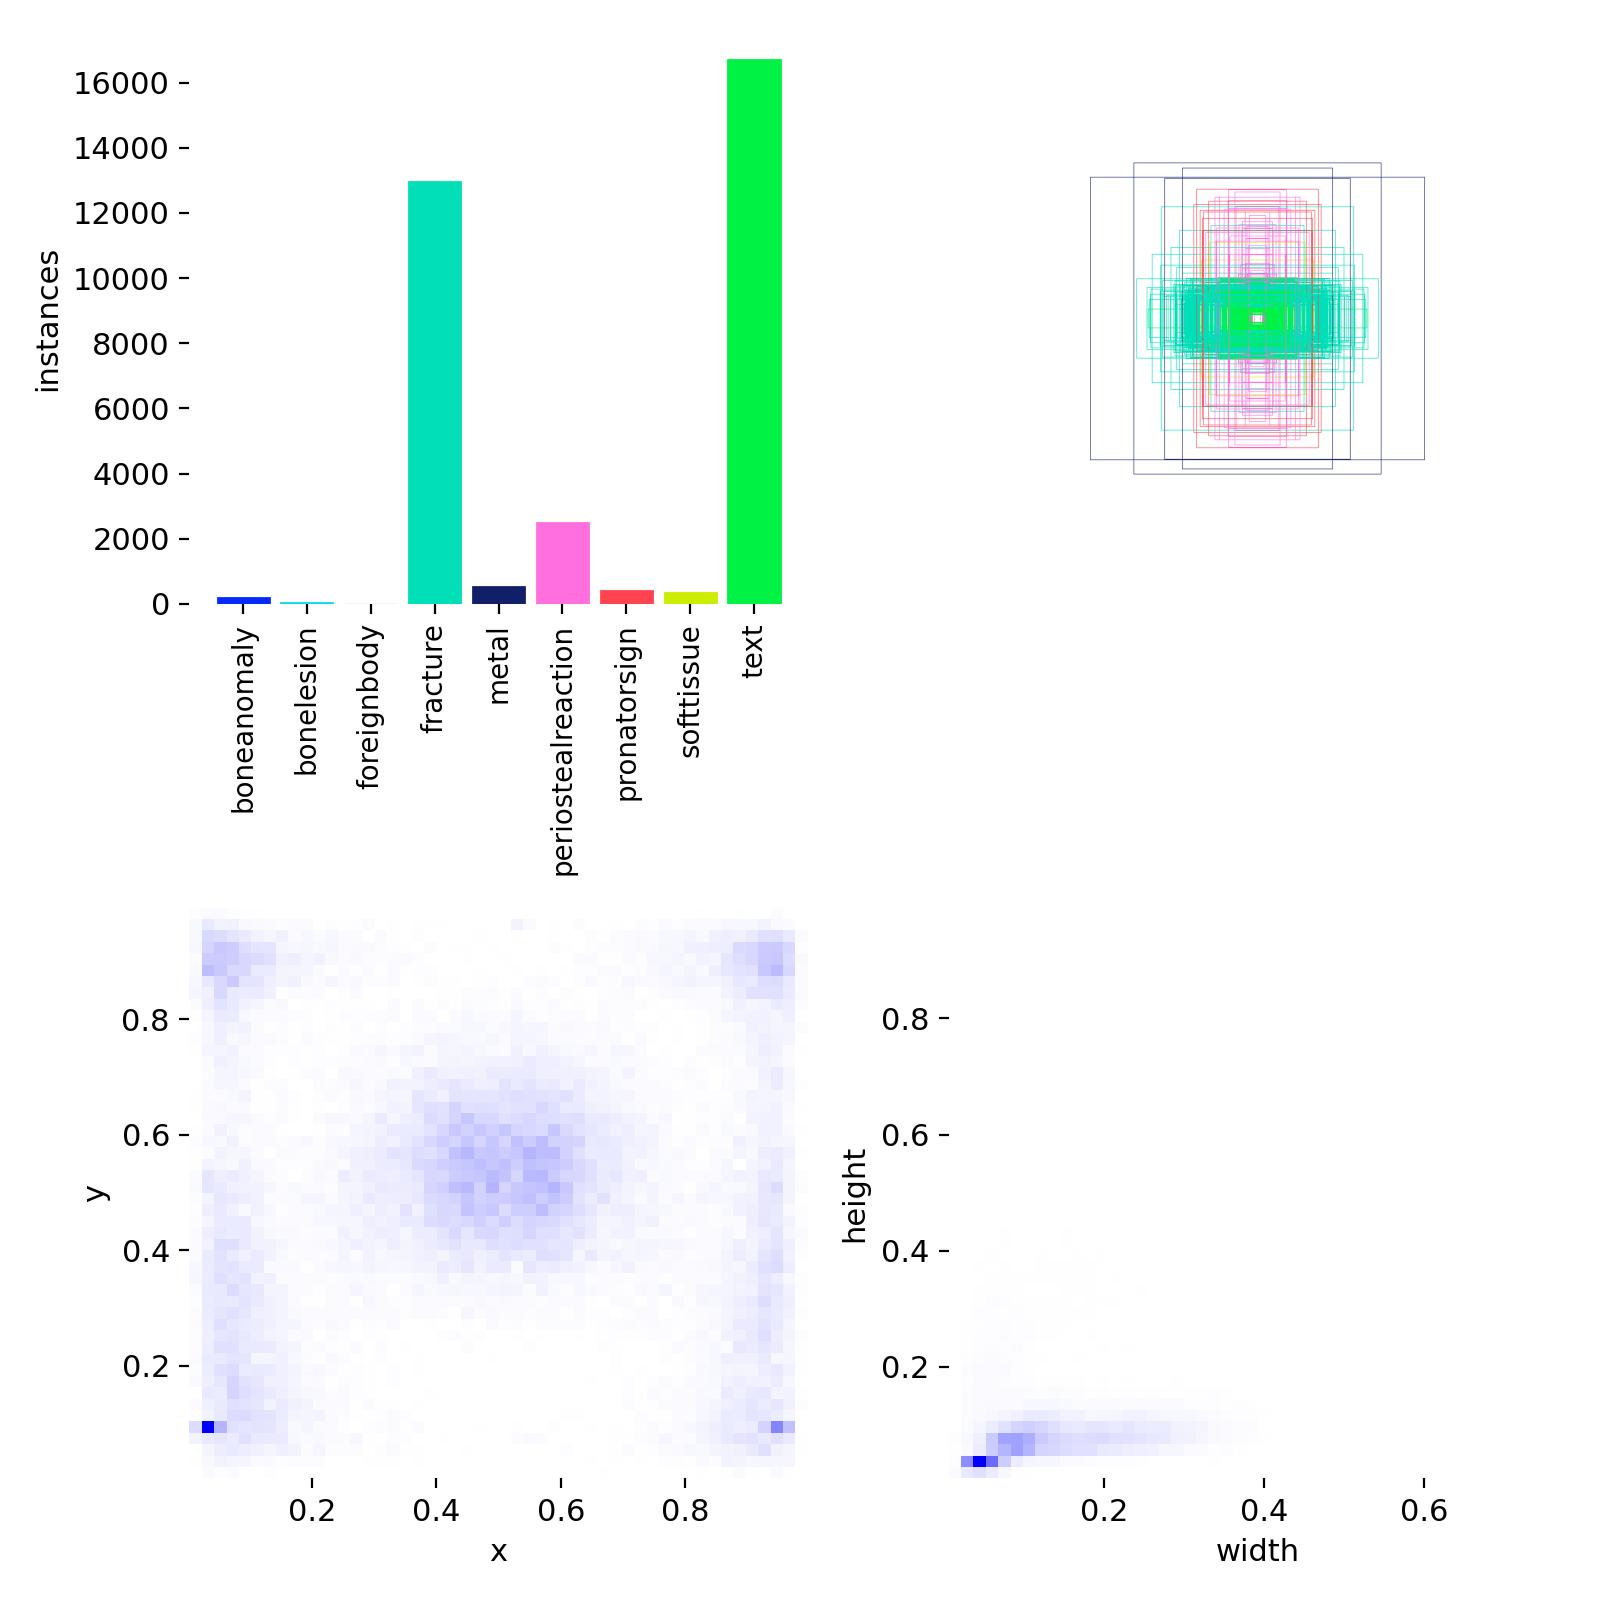 16000
14000
12000
10000
8000
6000
4000
2000
0
instances
boneanomaly
bonelesion
foreignbody
fracture
metal
periostealreaction
pronatorsign
softtissue
text
0.8
0.6
0.4
0.2
y
0.2 0.4 0.6 0.8
x
0.8
0.6
0.4
0.2
height
0.2 0.4 0.6
width